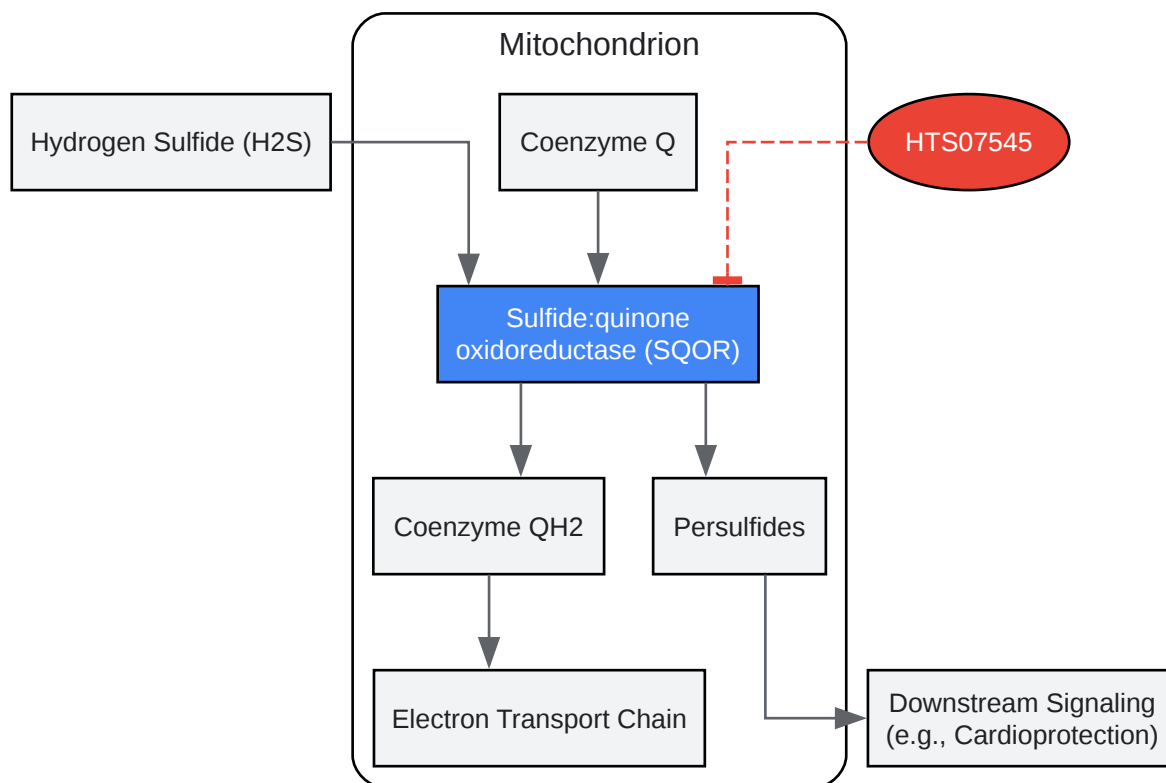 Mitochondrion
Hydrogen Sulfide (H2S)
Coenzyme Q
HTS07545
Sulfide:quinone
oxidoreductase (SQOR)
Coenzyme QH2
Persulfides
Electron Transport Chain
Downstream Signaling
(e.g., Cardioprotection)